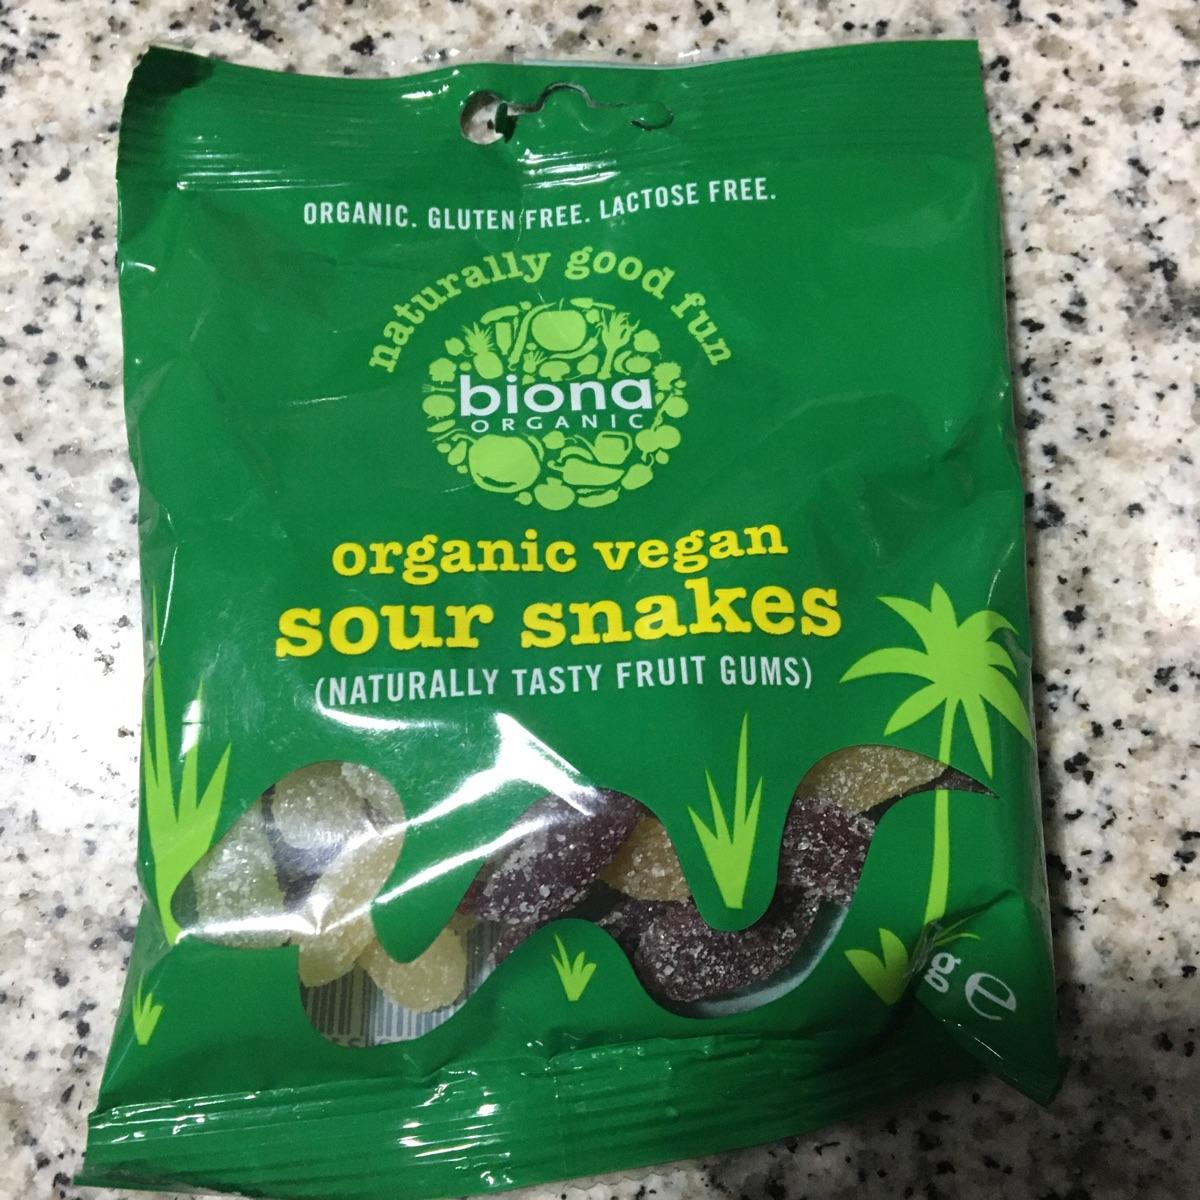 ORGANIC. GLUTEN FREE. LACTOSE FREE.
naturally good fun
biona
ORGANIC
organic vegan
sour snakes
(NATURALLY TASTY FRUIT GUMS)
g e